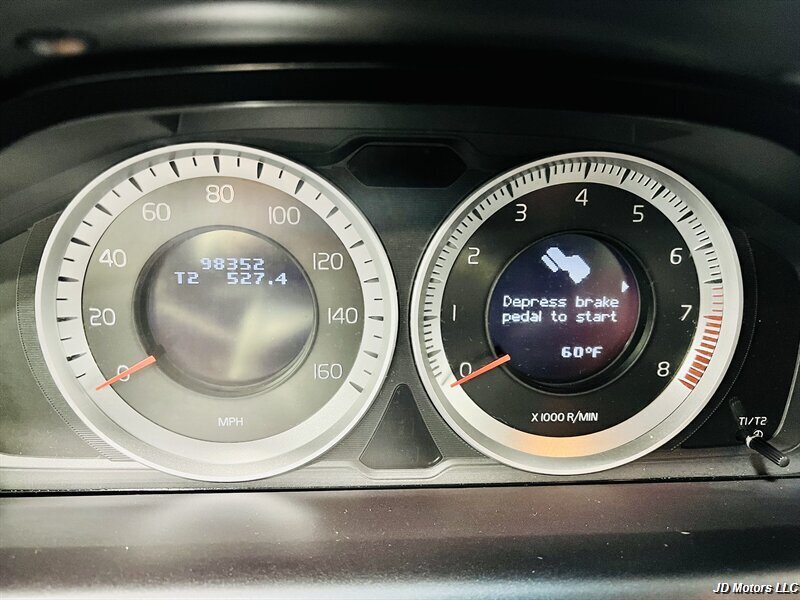 98352
T2 527.4
0
20
40
60
80
100
120
140
160
MPH
Depress brake
pedal to start
60°F
0
1
2
3
4
5
6
7
8
X 1000 R/MIN
T1/T2
JD Motors LLC